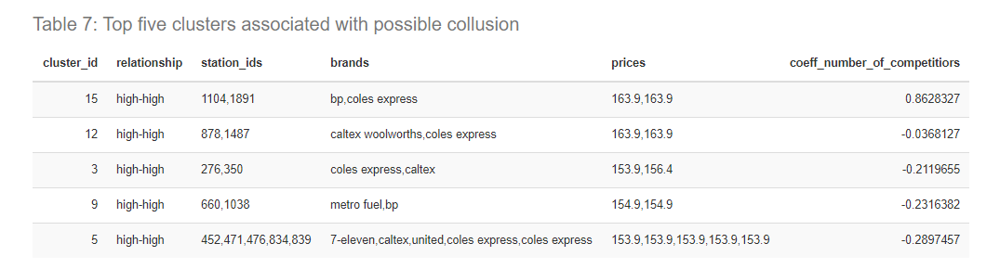 Table 7: Top five clusters associated with possible collusion
cluster_id relationship station_ids brands prices coeff_number_of_competitiors
15 high-high 1104,1891 bp,coles express 163.9,163.9 0.8628327
12 high-high 878,1487 caltex woolworths,coles express 163.9,163.9 -0.0368127
3 high-high 276,350 coles express,caltex 153.9,156.4 -0.2119655
9 high-high 660,1038 metro fuel,bp 154.9,154.9 -0.2316382
5 high-high 452,471,476,834,839 7-eleven,caltex,united,coles express,coles express 153.9,153.9,153.9,153.9,153.9 -0.2897457